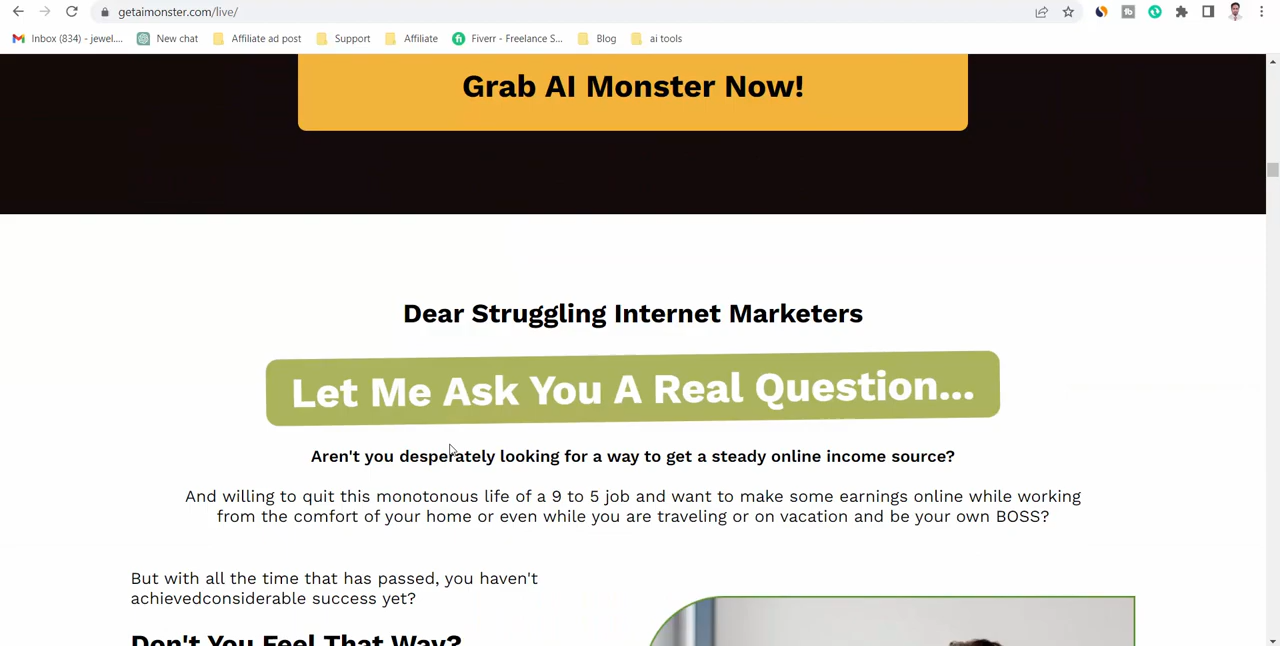 getaimonster.com/live/
Inbox (834) - jewel.... New chat Affiliate ad post Support Affiliate Fiverr - Freelance S... Blog ai tools
Grab AI Monster Now!
Dear Struggling Internet Marketers
Let Me Ask You A Real Question...
Aren't you desperately looking for a way to get a steady online income source?
And willing to quit this monotonous life of a 9 to 5 job and want to make some earnings online while working
from the comfort of your home or even while you are traveling or on vacation and be your own BOSS?
But with all the time that has passed, you haven't
achievedconsiderable success yet?
Don't You Feel That Way?